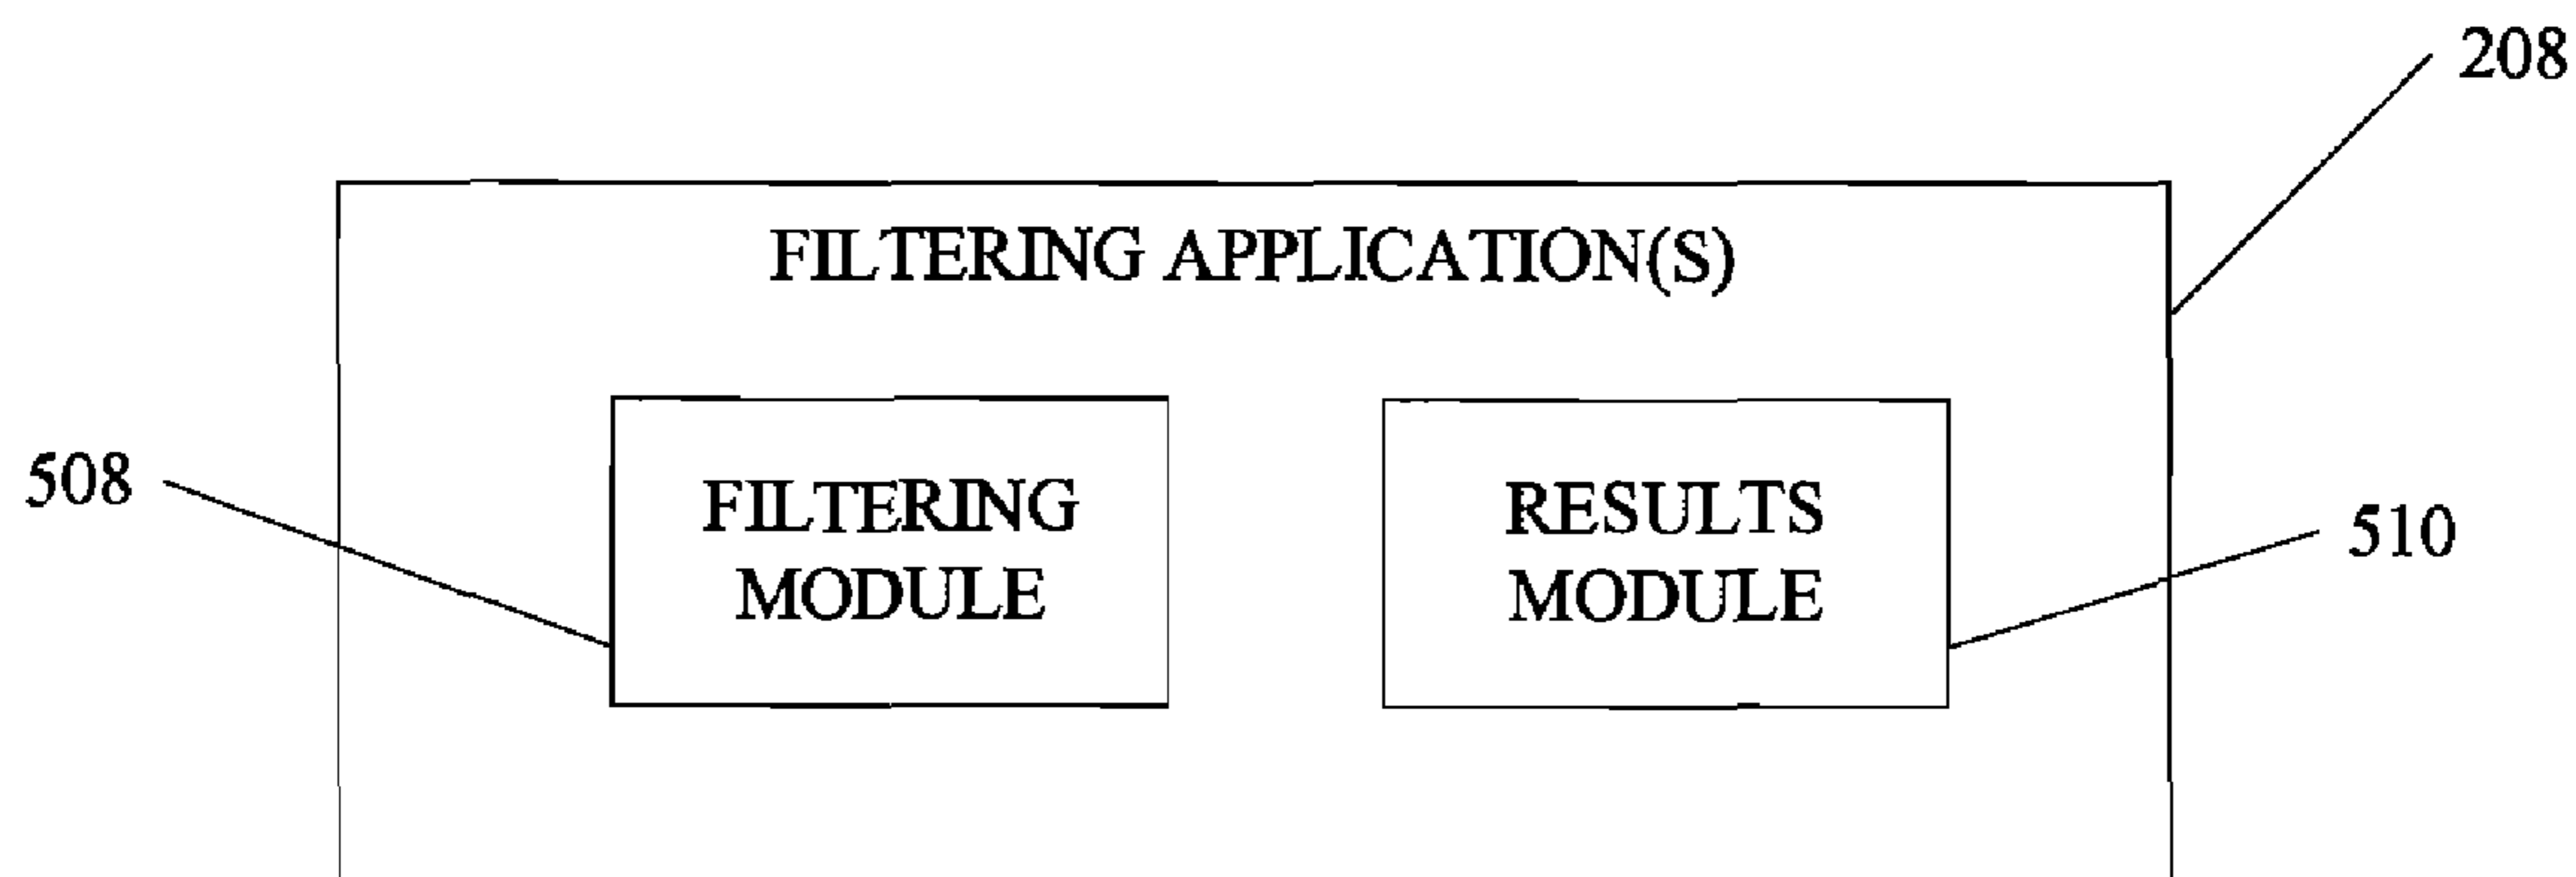 208
FILTERING APPLICATION(S)
508
FILTERING
MODULE
RESULTS
MODULE
510